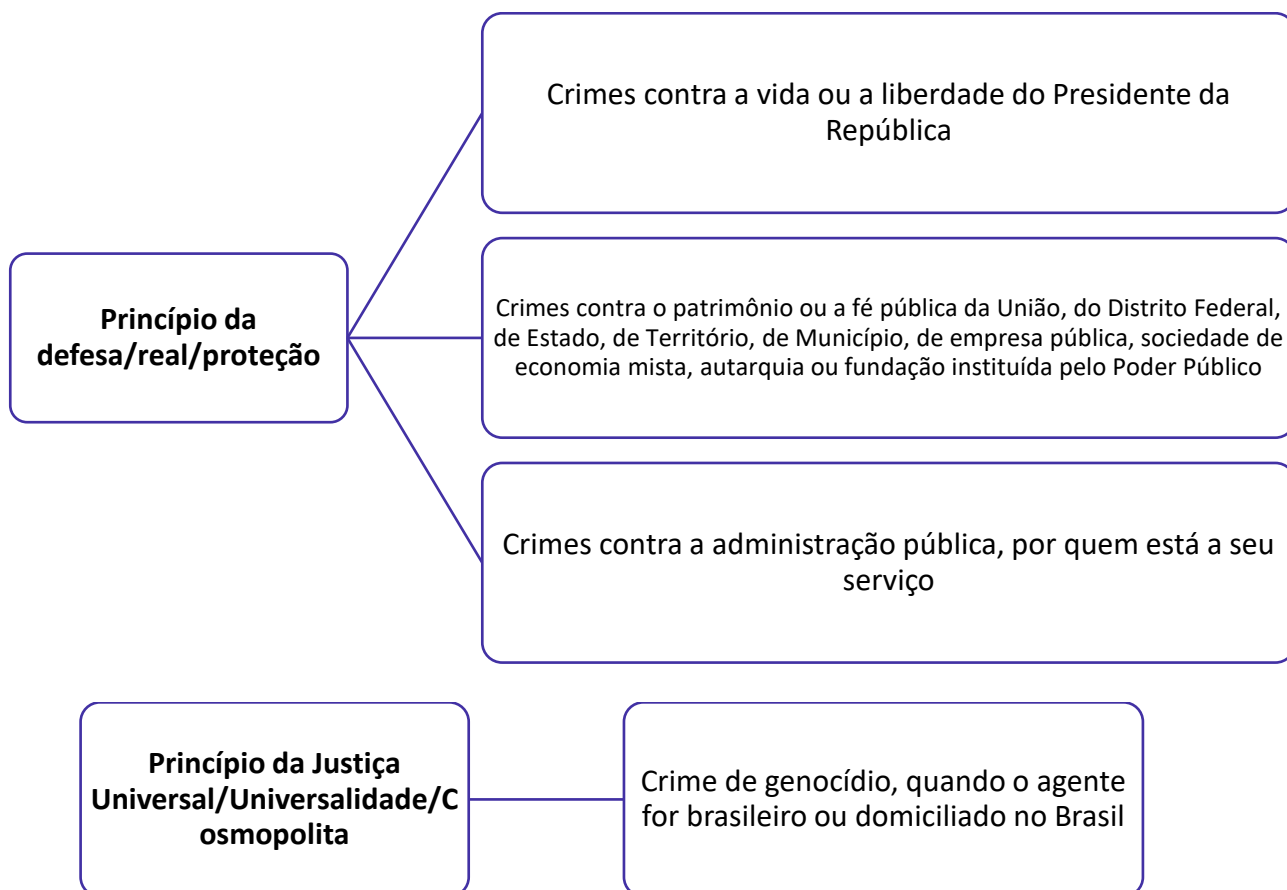 Crimes contra a vida ou a liberdade do Presidente da
República
Princípio da
defesa/real/proteção
Crimes contra o patrimônio ou a fé pública da União, do Distrito Federal,
de Estado, de Território, de Município, de empresa pública, sociedade de
economia mista, autarquia ou fundação instituída pelo Poder Público
Crimes contra a administração pública, por quem está a seu
serviço
Princípio da Justiça
Universal/Universalidade/C
osmopolita
Crime de genocídio, quando o agente
for brasileiro ou domiciliado no Brasil